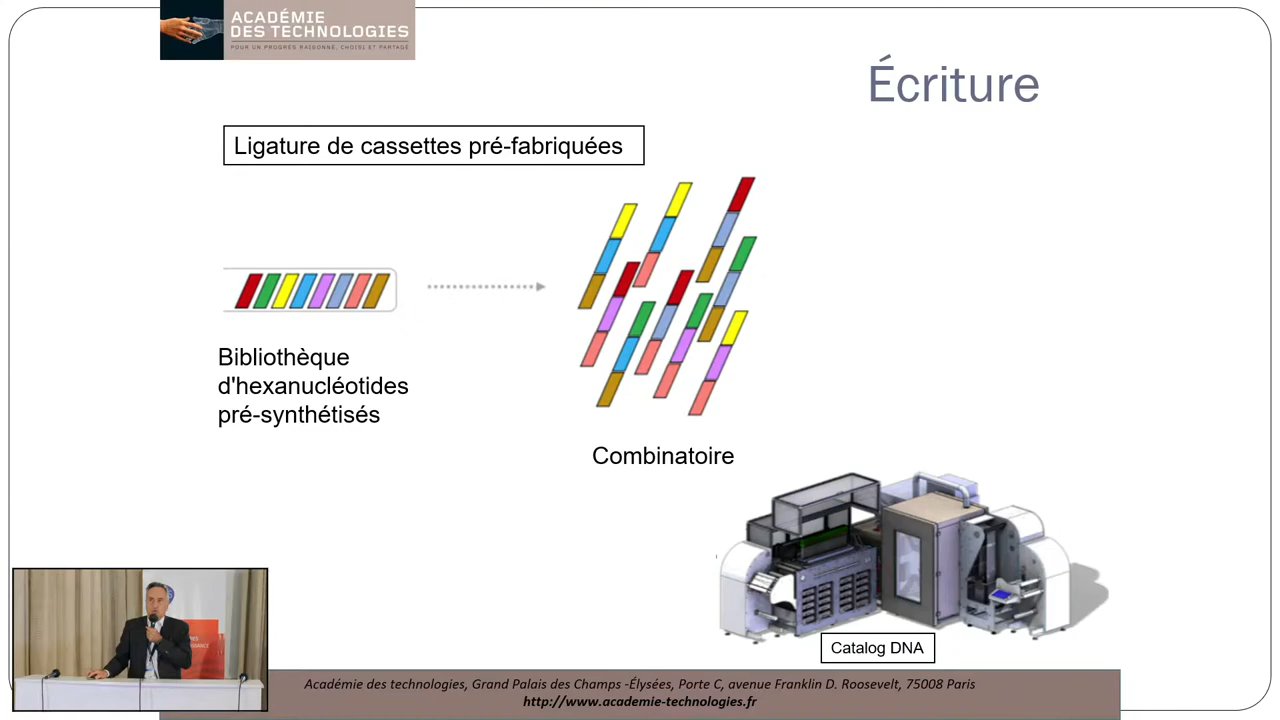 ACADÉMIE
DES TECHNOLOGIES
POUR UN PROGRÈS RAISONNÉ, CHOISI ET PARTAGÉ
Écriture
Ligature de cassettes pré-fabriquées
Bibliothèque
d'hexanucléotides
pré-synthétisés
Combinatoire
Catalog DNA
Académie des technologies, Grand Palais des Champs -Élysées, Porte C, avenue Franklin D. Roosevelt, 75008 Paris
http://www.academie-technologies.fr